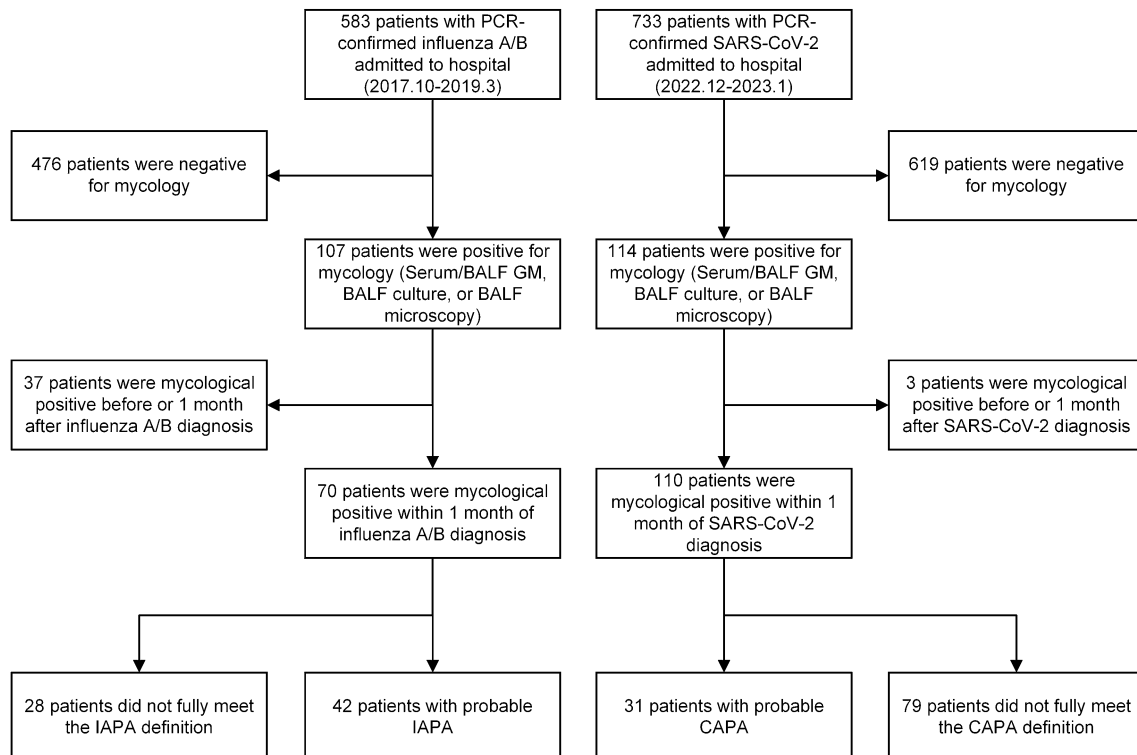 583 patients with PCR-
confirmed influenza A/B
admitted to hospital
(2017.10-2019.3)
733 patients with PCR-
confirmed SARS-CoV-2
admitted to hospital
(2022.12-2023.1)
476 patients were negative
for mycology
619 patients were negative
for mycology
107 patients were positive for
mycology (Serum/BALF GM,
BALF culture, or BALF
microscopy)
114 patients were positive for
mycology (Serum/BALF GM,
BALF culture, or BALF
microscopy)
37 patients were mycological
positive before or 1 month
after influenza A/B diagnosis
3 patients were mycological
positive before or 1 month
after SARS-CoV-2 diagnosis
70 patients were mycological
positive within 1 month of
influenza A/B diagnosis
110 patients were
mycological positive within 1
month of SARS-CoV-2
diagnosis
28 patients did not fully meet
the IAPA definition
42 patients with probable
IAPA
31 patients with probable
CAPA
79 patients did not fully meet
the CAPA definition